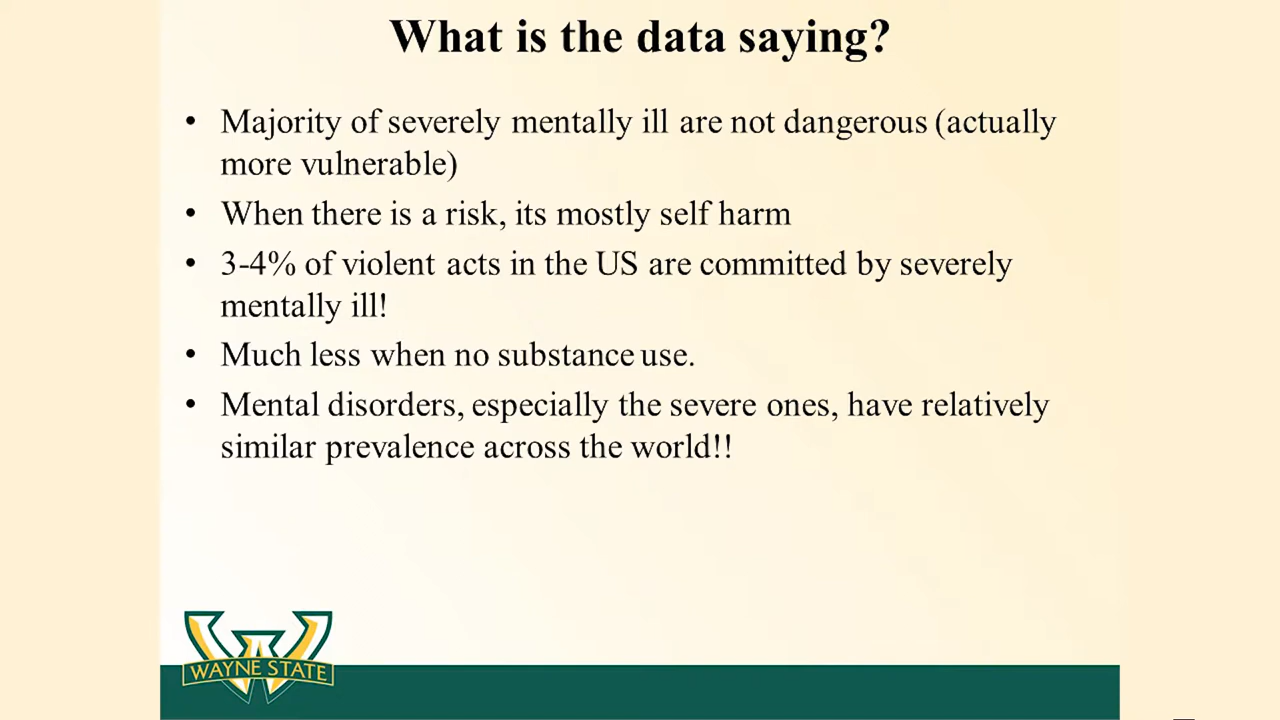 What is the data saying?
• Majority of severely mentally ill are not dangerous (actually
more vulnerable)
• When there is a risk, its mostly self harm
• 3-4% of violent acts in the US are committed by severely
mentally ill!
• Much less when no substance use.
• Mental disorders, especially the severe ones, have relatively
similar prevalence across the world!!
WAYNE STATE